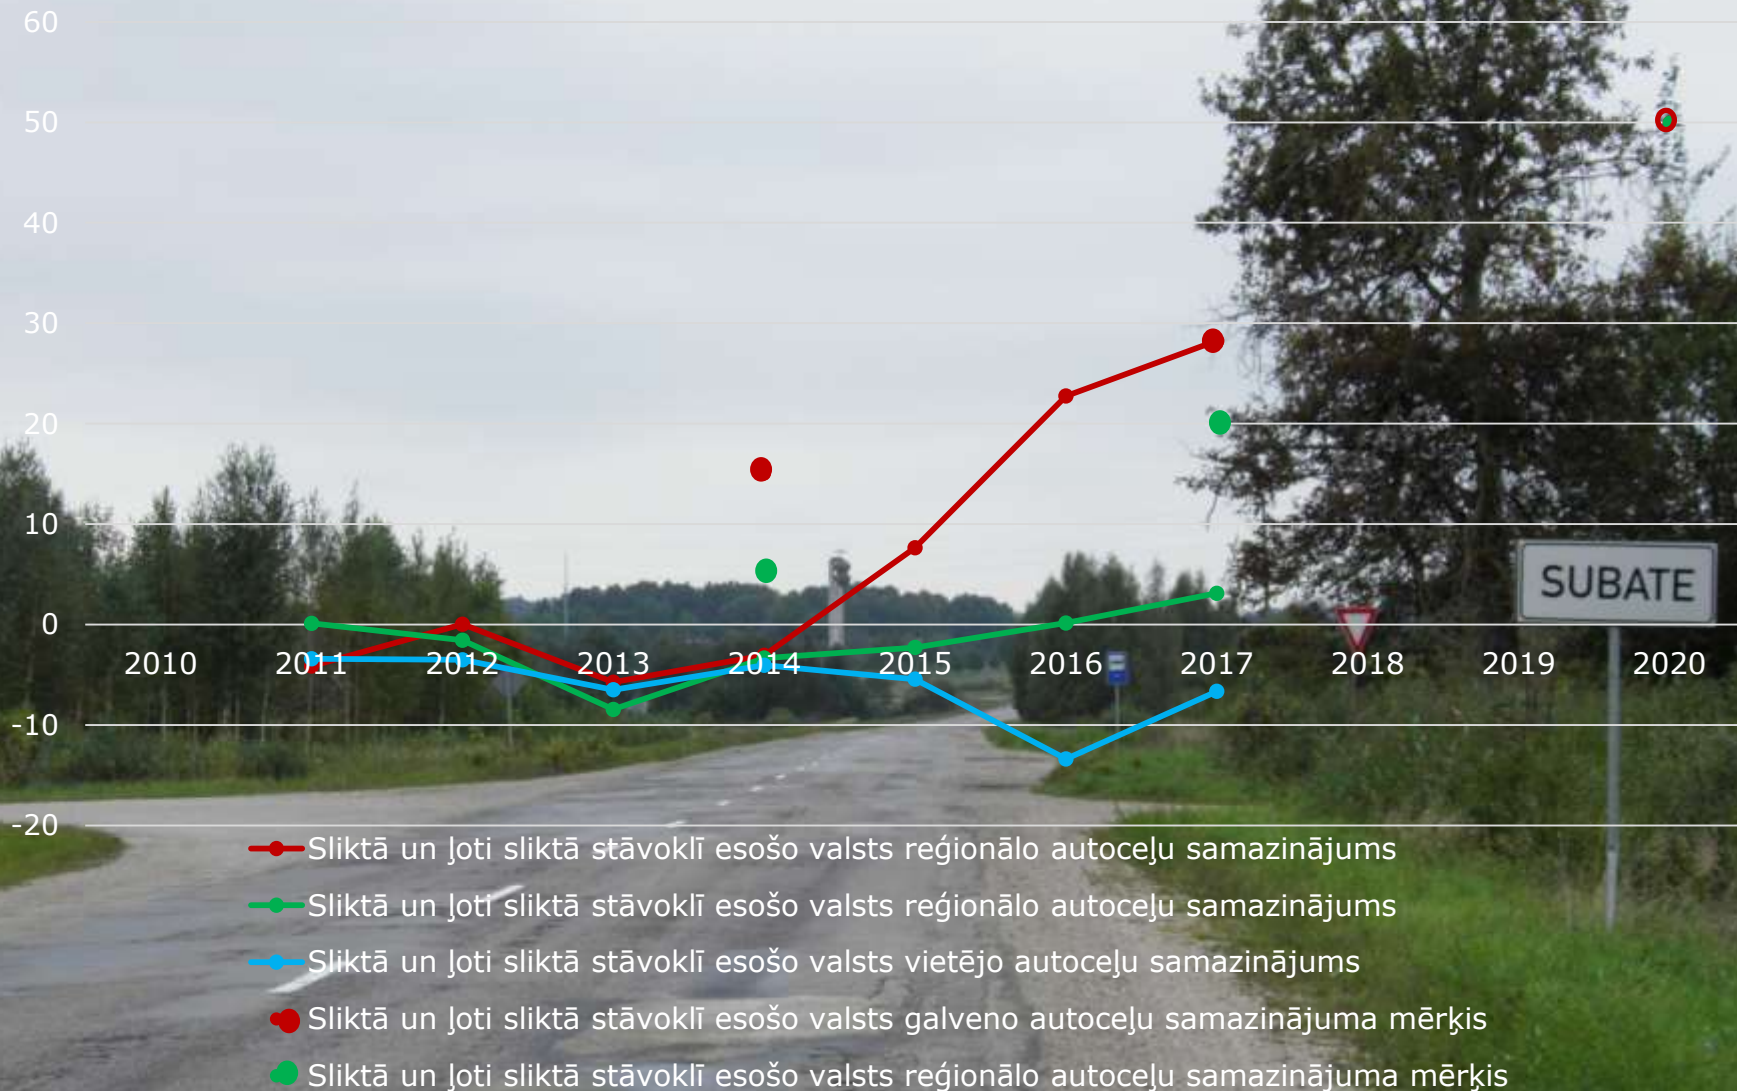 60
50
40
30
20
10
0
-10
-20
2010 2011 2012 2013 2014 2015 2016 2017 2018 2019 2020
SUBATE
Sliktā un ļoti sliktā stāvoklī esošo valsts reģionālo autoceļu samazinājums
Sliktā un ļoti sliktā stāvoklī esošo valsts reģionālo autoceļu samazinājums
Sliktā un ļoti sliktā stāvoklī esošo valsts vietējo autoceļu samazinājums
Sliktā un ļoti sliktā stāvoklī esošo valsts galveno autoceļu samazinājuma mērķis
Sliktā un ļoti sliktā stāvoklī esošo valsts reģionālo autoceļu samazinājuma mērķis